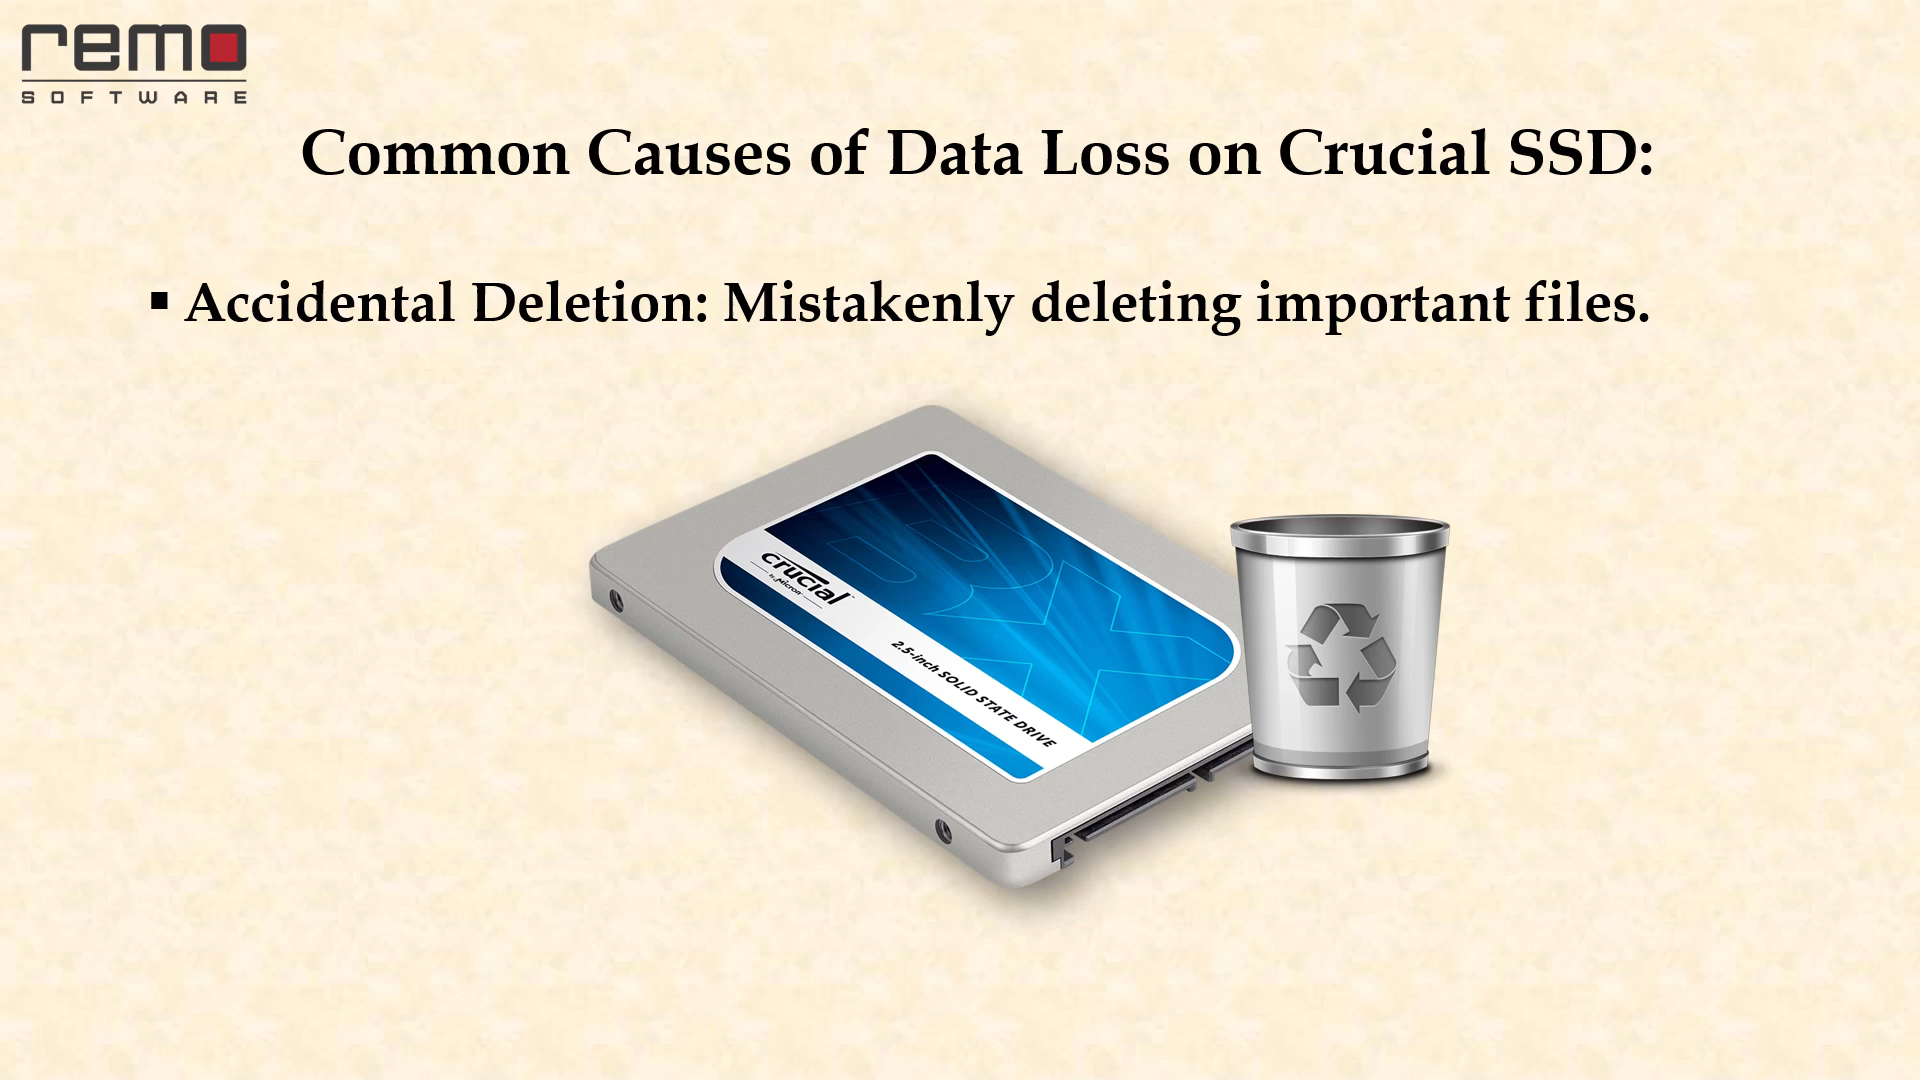 remo
SOFTWARE
Common Causes of Data Loss on Crucial SSD:
▪ Accidental Deletion: Mistakenly deleting important files.
BX
crucial
by Micron
2.5-inch SOLID STATE DRIVE